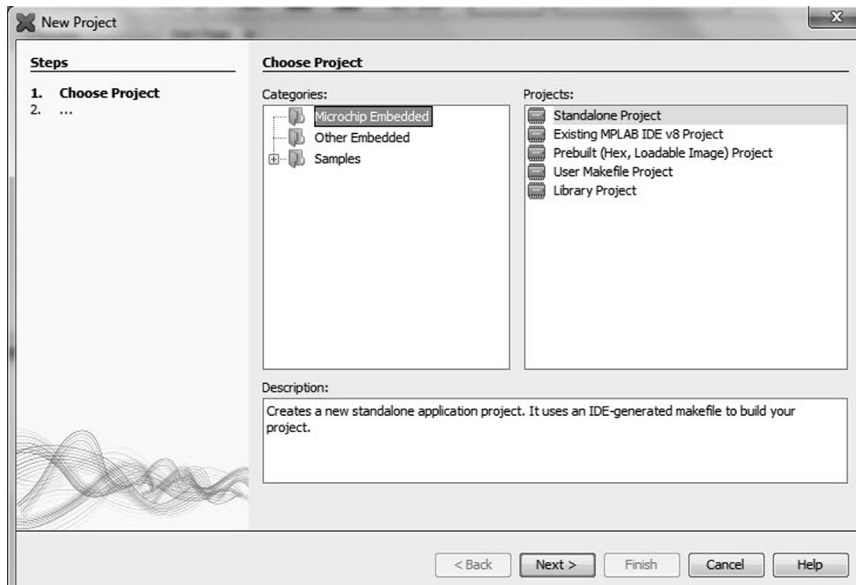 New Project
Steps
1. Choose Project
2. ...
Choose Project
Categories:
Microchip Embedded
Other Embedded
Samples
Projects:
Standalone Project
Existing MPLAB IDE v8 Project
Prebuilt (Hex, Loadable Image) Project
User Makefile Project
Library Project
Description:
Creates a new standalone application project. It uses an IDE-generated makefile to build your
project.
< Back
Next >
Finish
Cancel
Help